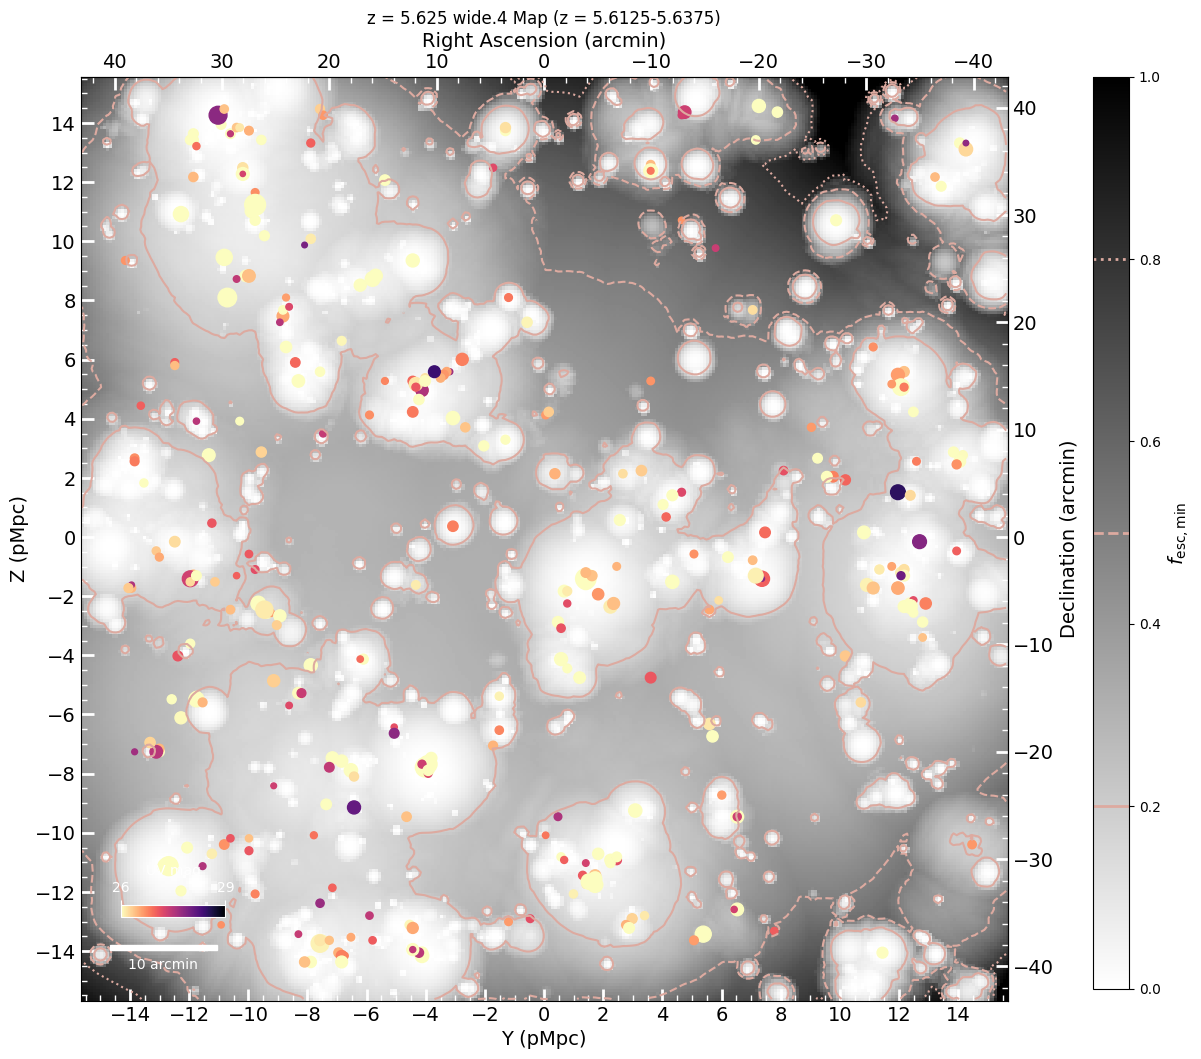 z = 5.625 wide.4 Map (z = 5.6125-5.6375)
Right Ascension (arcmin)
40 30 20 10 0 −10 −20 −30 −40
14 12 10 8 6 4 2 0 −2 −4 −6 −8 −10 −12 −14
Z (pMpc)
40 30 20 10 0 −10 −20 −30 −40
Declination (arcmin)
1.0 0.8 0.6 0.4 0.2 0.0
f_esc,min
26 29
10 arcmin
−14 −12 −10 −8 −6 −4 −2 0 2 4 6 8 10 12 14
Y (pMpc)